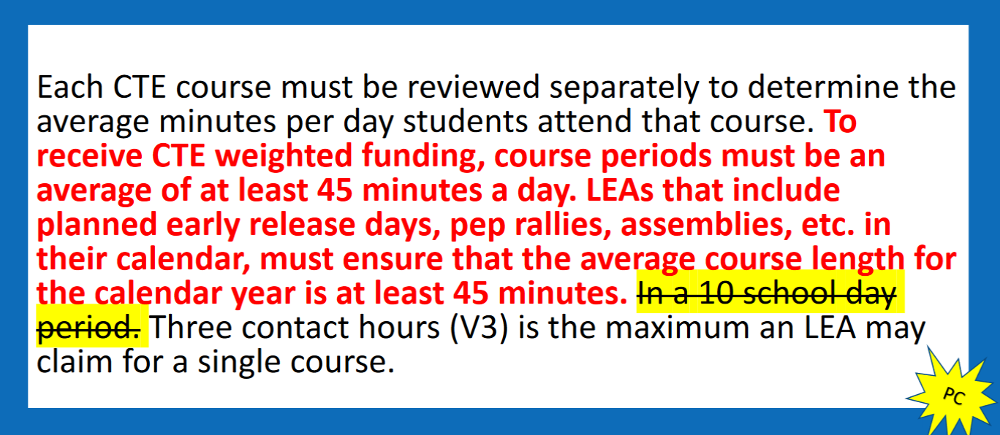 Each CTE course must be reviewed separately to determine the
average minutes per day students attend that course. To
receive CTE weighted funding, course periods must be an
average of at least 45 minutes a day. LEAs that include
planned early release days, pep rallies, assemblies, etc. in
their calendar, must ensure that the average course length for
the calendar year is at least 45 minutes. In a 10 school day
period. Three contact hours (V3) is the maximum an LEA may
claim for a single course.
PC